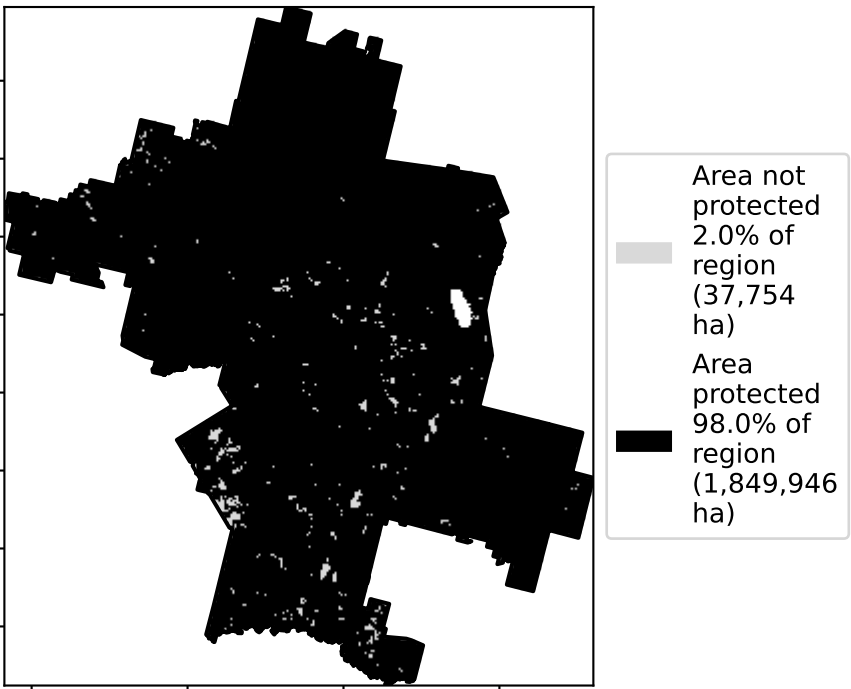 Area not
protected
2.0% of
region
(37,754
ha)
Area
protected
98.0% of
region
(1,849,946
ha)